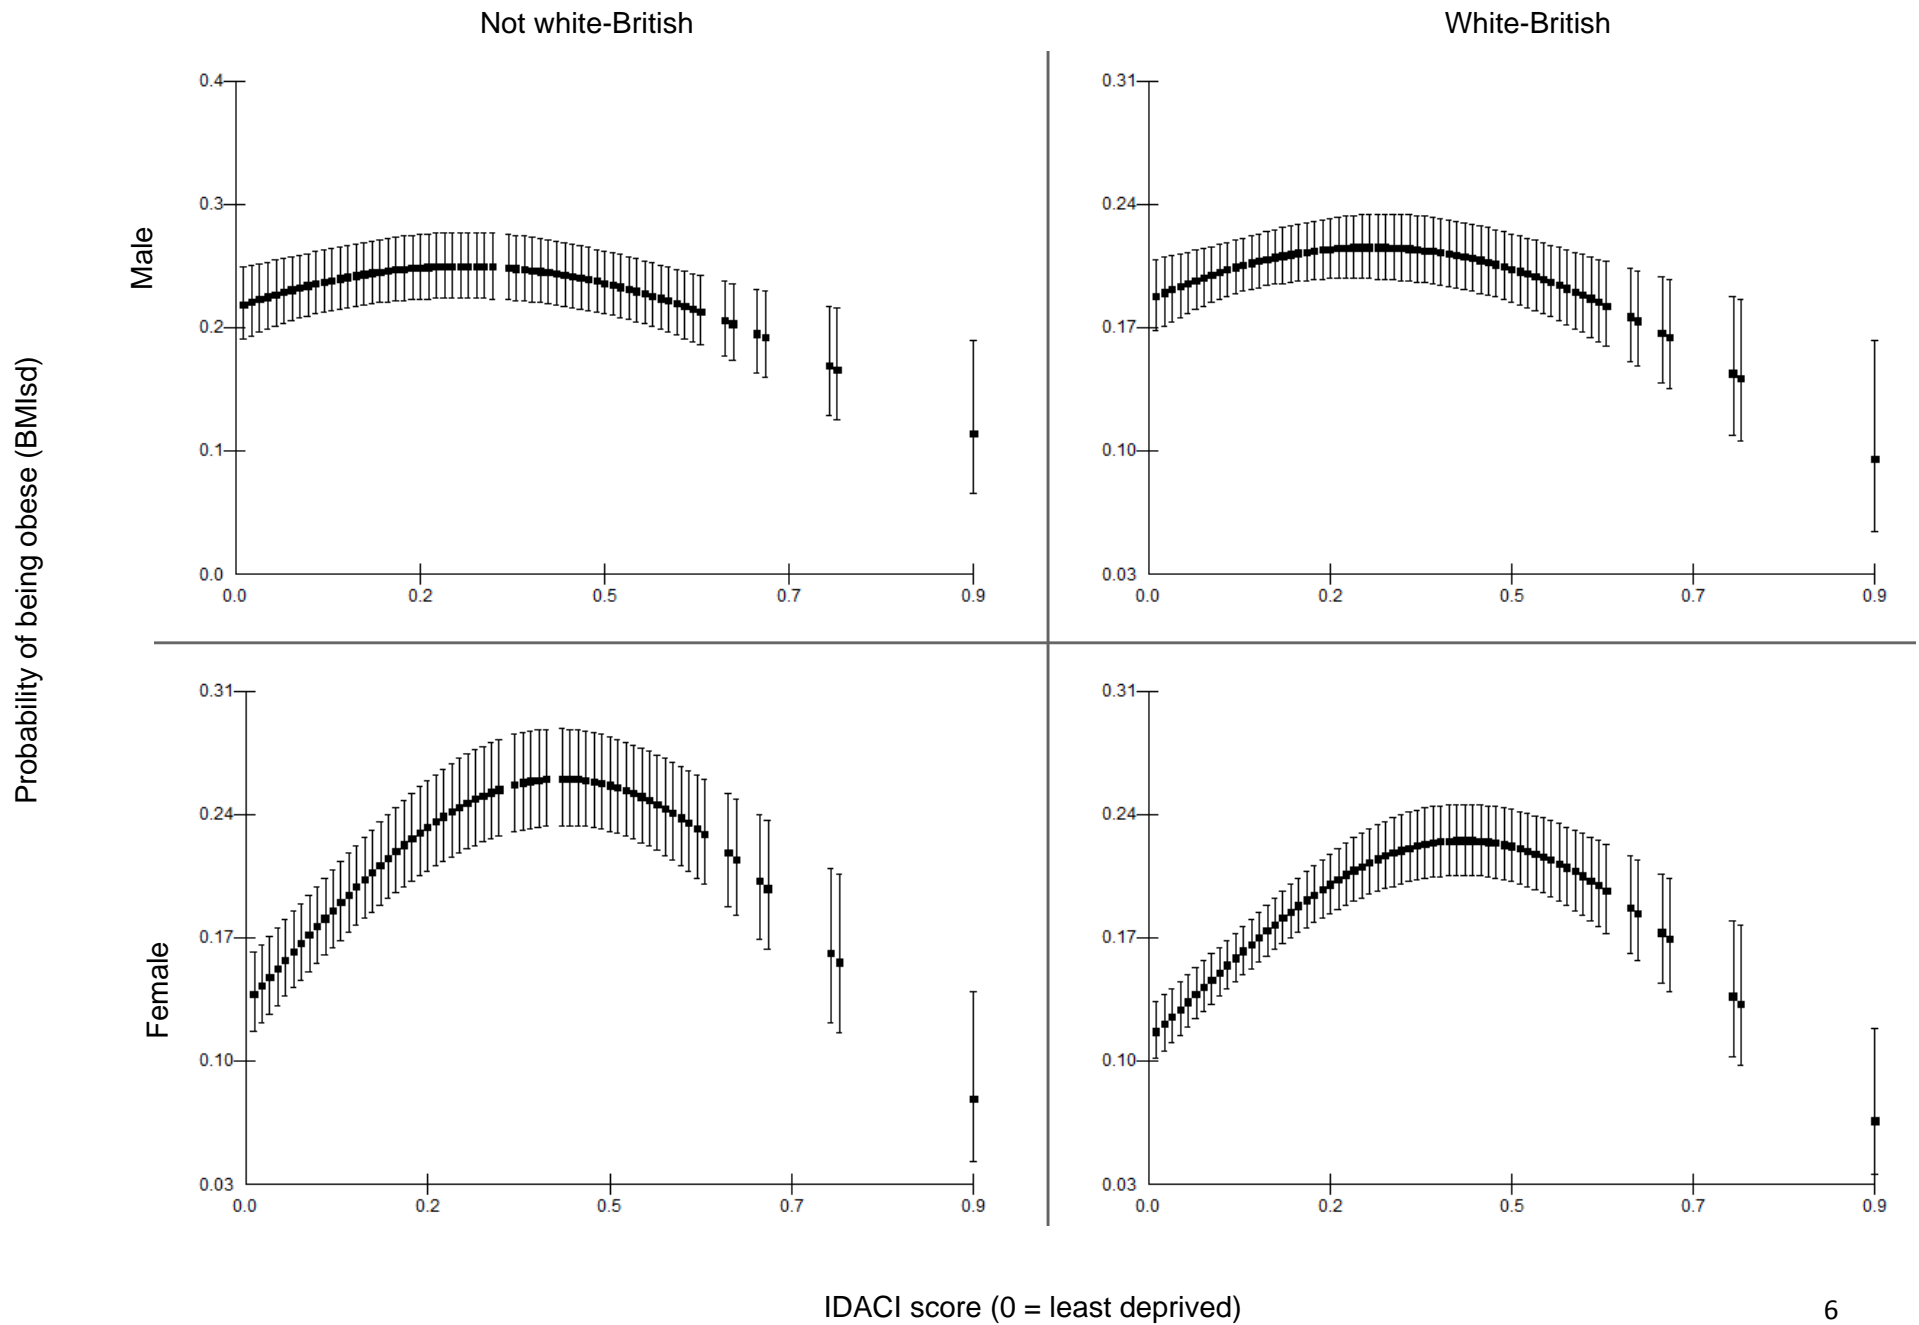 Not white-British
White-British
Probability of being obese (BMIsd)
Male
0.4
0.3
0.2
0.1
0.0
0.0 0.2 0.5 0.7 0.9
0.31
0.24
0.17
0.10
0.03
0.0 0.2 0.5 0.7 0.9
Female
0.31
0.24
0.17
0.10
0.03
0.0 0.2 0.5 0.7 0.9
0.31
0.24
0.17
0.10
0.03
0.0 0.2 0.5 0.7 0.9
IDACI score (0 = least deprived)
6